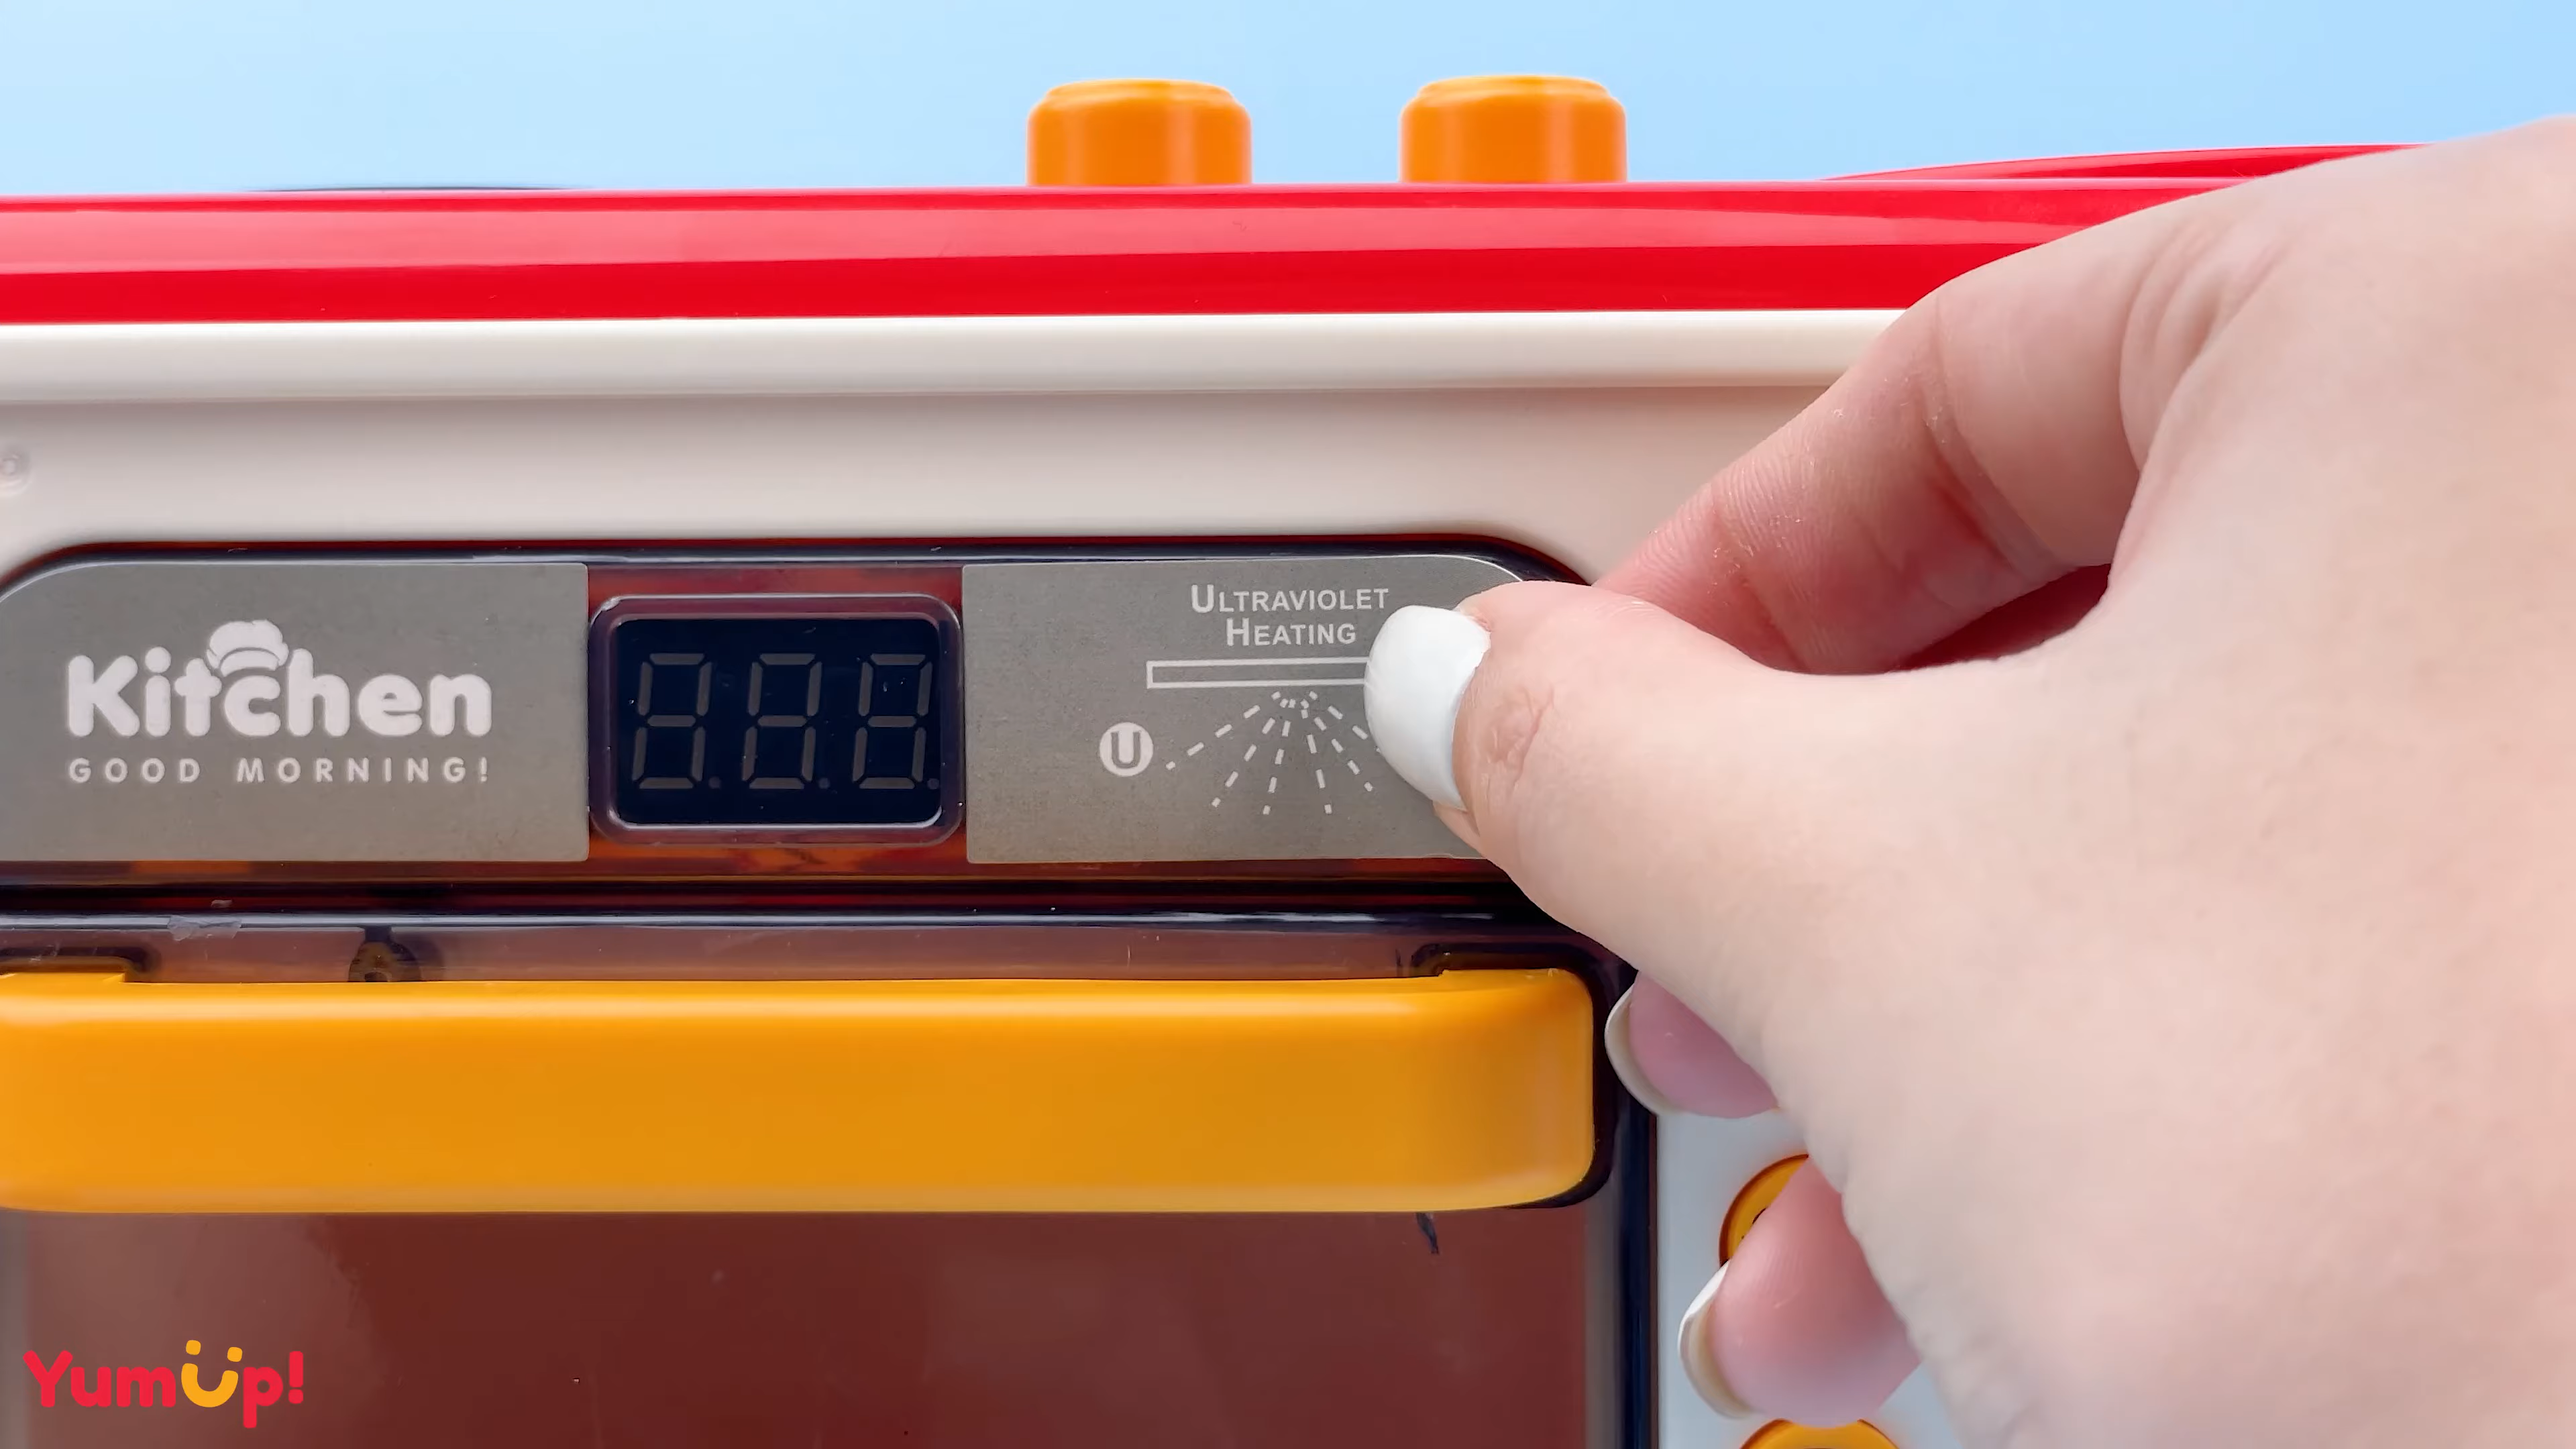 Kitchen
GOOD MORNING!
ULTRAVIOLET
HEATING
U
YumUp!